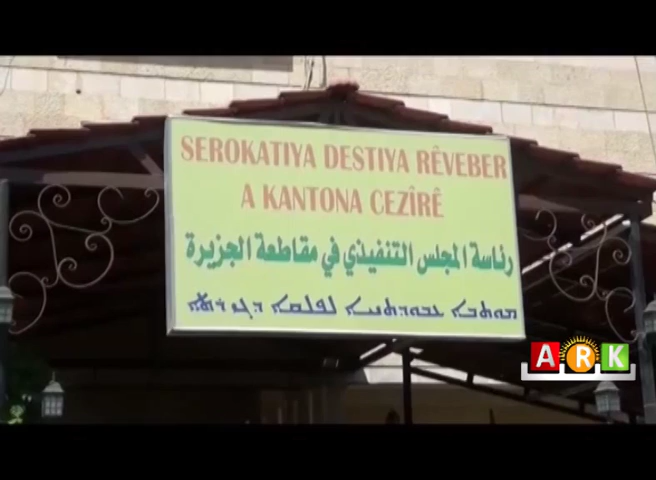 SEROKATIYA DESTIYA RÊVEBER
A KANTONA CEZÎRÊ
رئاسة المجلس التنفيذي في مقاطعة الجزيرة
ARK